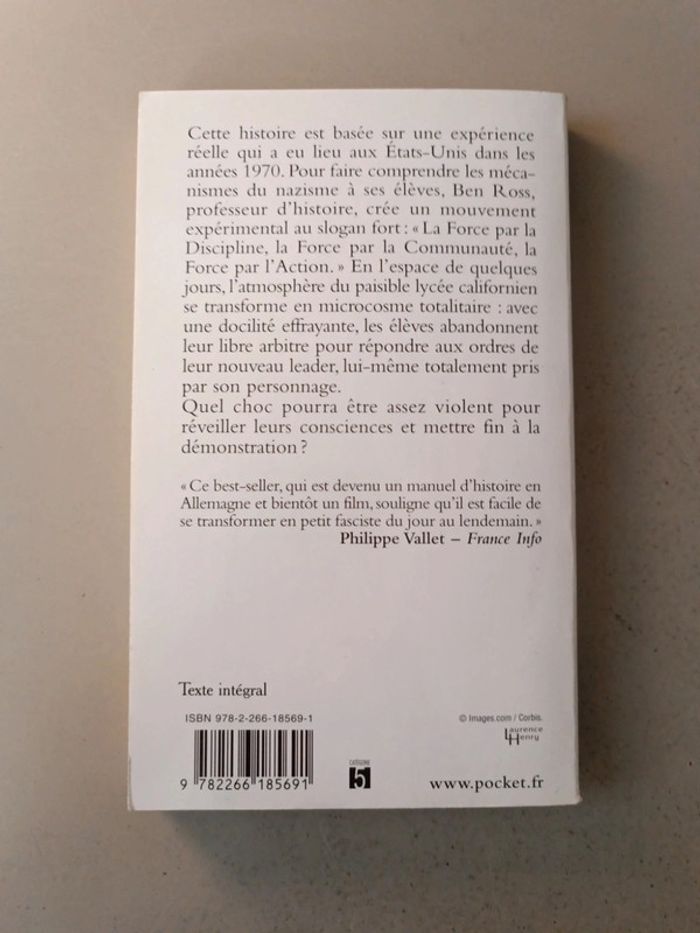 Cette histoire est basée sur une expérience
réelle qui a eu lieu aux États-Unis dans les
années 1970. Pour faire comprendre les méca-
nismes du nazisme à ses élèves, Ben Ross,
professeur d'histoire, crée un mouvement
expérimental au slogan fort : « La Force par la
Discipline, la Force par la Communauté, la
Force par l'Action. » En l'espace de quelques
jours, l'atmosphère du paisible lycée californien
se transforme en microcosme totalitaire : avec
une docilité effrayante, les élèves abandonnent
leur libre arbitre pour répondre aux ordres de
leur nouveau leader, lui-même totalement pris
par son personnage.
Quel choc pourra être assez violent pour
réveiller leurs consciences et mettre fin à la
démonstration ?
« Ce best-seller, qui est devenu un manuel d'histoire en
Allemagne et bientôt un film, souligne qu'il est facile de
se transformer en petit fasciste du jour au lendemain. »
Philippe Vallet – France Info
Texte intégral
ISBN 978-2-266-18569-1
© Images.com / Corbis.
Laurence
Henry
9 782266 185691
CATÉGORIE
5
www.pocket.fr